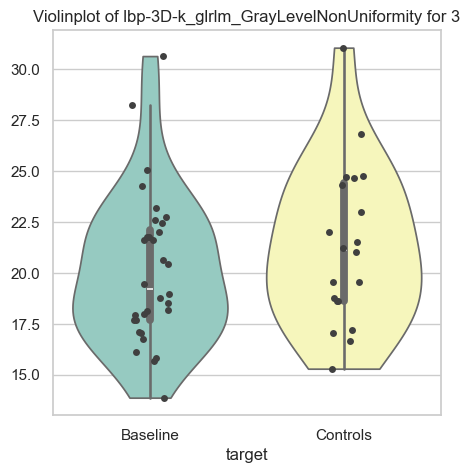 Violinplot of lbp-3D-k_glrlm_GrayLevelNonUniformity for 3
30.0
27.5
25.0
22.5
20.0
17.5
15.0
Baseline
Controls
target